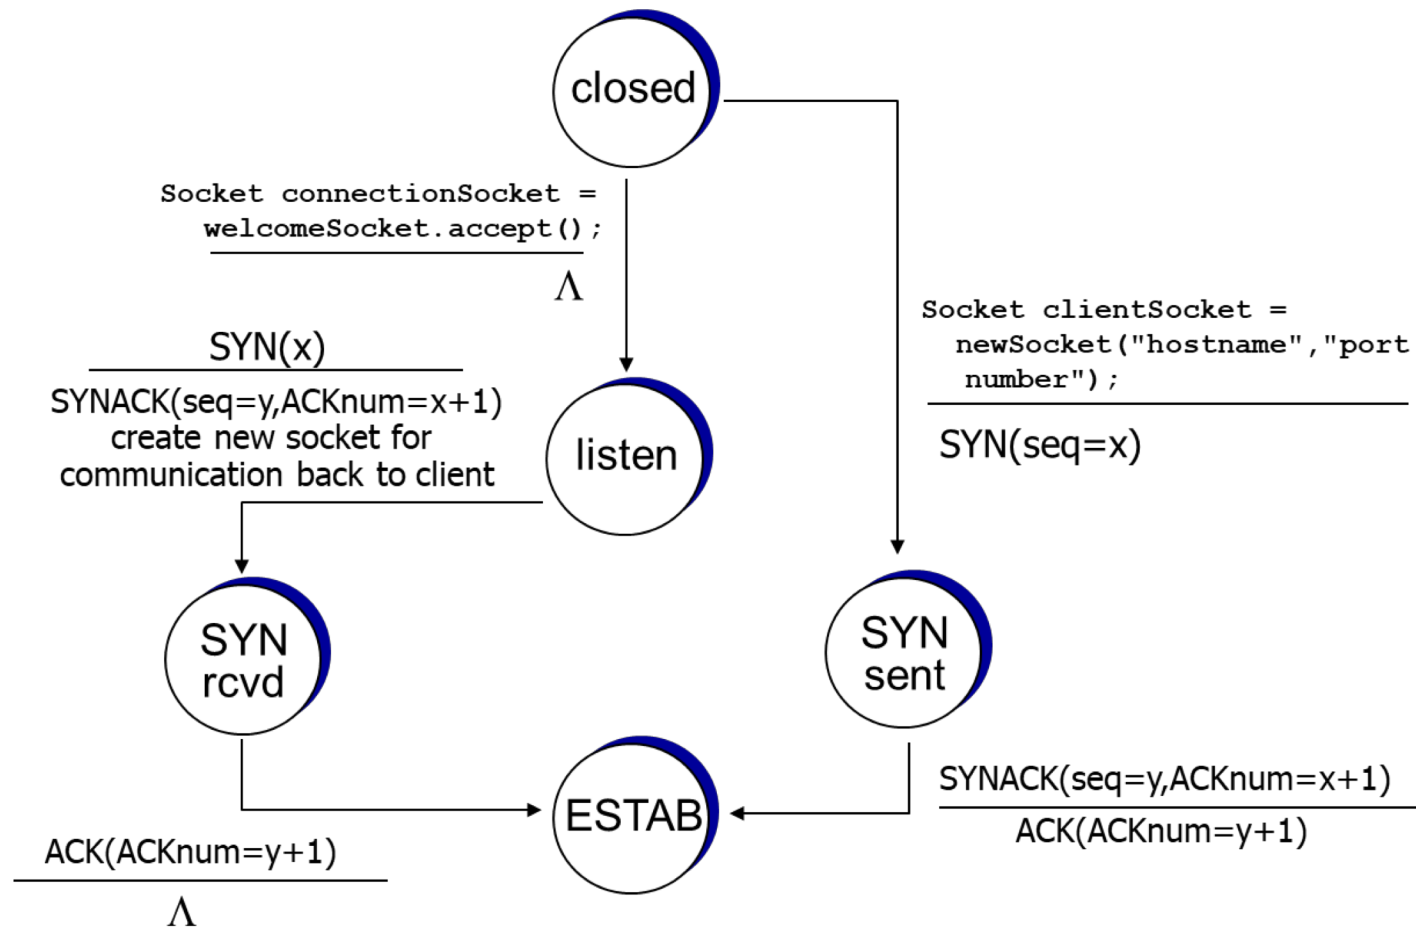 closed
Socket connectionSocket =
welcomeSocket.accept();
Λ
Socket clientSocket =
newSocket("hostname","port
number");
SYN(seq=x)
SYN(x)
SYNACK(seq=y,ACKnum=x+1)
create new socket for
communication back to client
listen
SYN
rcvd
SYN
sent
ESTAB
SYNACK(seq=y,ACKnum=x+1)
ACK(ACKnum=y+1)
ACK(ACKnum=y+1)
Λ